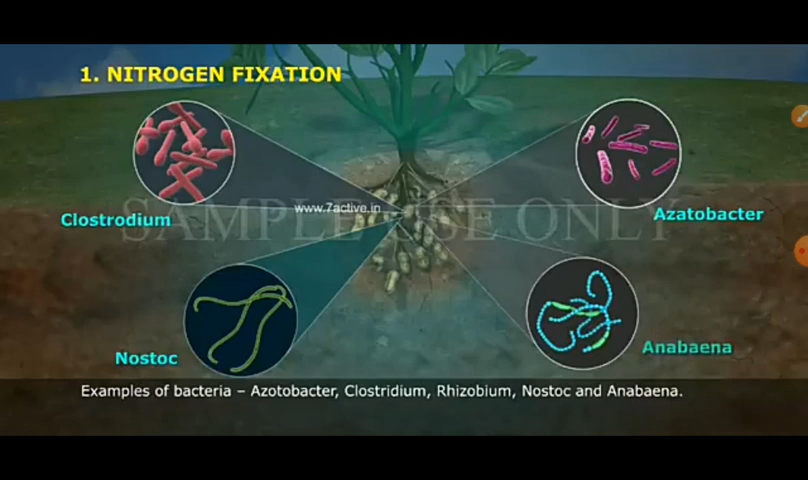 1. NITROGEN FIXATION
Clostrodium
www.7active.in
Azatobacter
SAMPLE USE ONLY
Nostoc
Anabaena
Examples of bacteria – Azotobacter, Clostridium, Rhizobium, Nostoc and Anabaena.